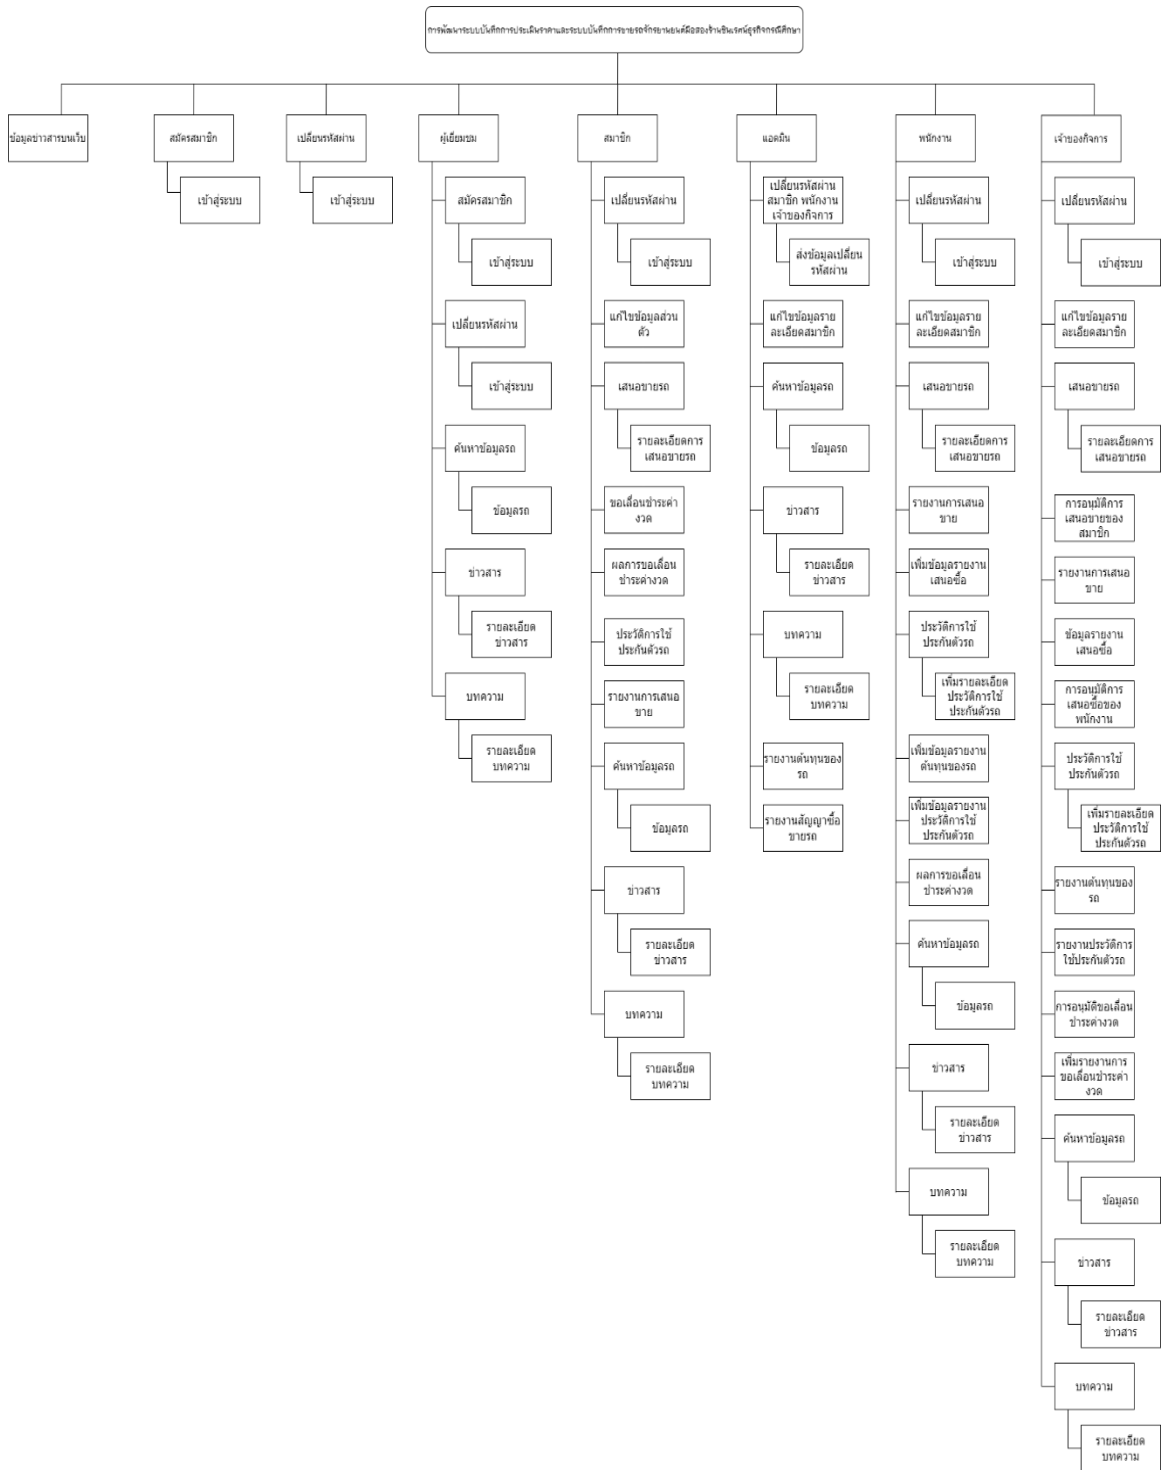 การพัฒนาระบบบันทึกการประเมินราคาและระบบบันทึกการขายรถจักรยานยนต์มือสองร้านชินเรศน์ธุรกิจกรณีศึกษา
ข้อมูลข่าวสารบนเว็บ
สมัครสมาชิก
เข้าสู่ระบบ
เปลี่ยนรหัสผ่าน
เข้าสู่ระบบ
ผู้เยี่ยมชม
สมัครสมาชิก
เข้าสู่ระบบ
เปลี่ยนรหัสผ่าน
เข้าสู่ระบบ
ค้นหาข้อมูลรถ
ข้อมูลรถ
ข่าวสาร
รายละเอียด
ข่าวสาร
บทความ
รายละเอียด
บทความ
สมาชิก
เปลี่ยนรหัสผ่าน
เข้าสู่ระบบ
แก้ไขข้อมูลส่วน
ตัว
เสนอขายรถ
รายละเอียดการ
เสนอขายรถ
ขอเลื่อนชำระค่า
งวด
ผลการขอเลื่อน
ชำระค่างวด
ประวัติการใช้
ประกันตัวรถ
รายงานการเสนอ
ขาย
ค้นหาข้อมูลรถ
ข้อมูลรถ
ข่าวสาร
รายละเอียด
ข่าวสาร
บทความ
รายละเอียด
บทความ
แอดมิน
เปลี่ยนรหัสผ่าน
สมาชิก พนักงาน
เจ้าของกิจการ
ส่งข้อมูลเปลี่ยน
รหัสผ่าน
แก้ไขข้อมูลราย
ละเอียดสมาชิก
ค้นหาข้อมูลรถ
ข้อมูลรถ
ข่าวสาร
รายละเอียด
ข่าวสาร
บทความ
รายละเอียด
บทความ
รายงานต้นทุนของ
รถ
รายงานสัญญาซื้อ
ขายรถ
พนักงาน
เปลี่ยนรหัสผ่าน
เข้าสู่ระบบ
แก้ไขข้อมูลราย
ละเอียดสมาชิก
เสนอขายรถ
รายละเอียดการ
เสนอขายรถ
รายงานการเสนอ
ขาย
เพิ่มข้อมูลรายงาน
เสนอซื้อ
ประวัติการใช้
ประกันตัวรถ
เพิ่มรายละเอียด
ประวัติการใช้
ประกันตัวรถ
เพิ่มข้อมูลรายงาน
ต้นทุนของรถ
เพิ่มข้อมูลรายงาน
ประวัติการใช้
ประกันตัวรถ
ผลการขอเลื่อน
ชำระค่างวด
ค้นหาข้อมูลรถ
ข้อมูลรถ
ข่าวสาร
รายละเอียด
ข่าวสาร
บทความ
รายละเอียด
บทความ
เจ้าของกิจการ
เปลี่ยนรหัสผ่าน
เข้าสู่ระบบ
แก้ไขข้อมูลราย
ละเอียดสมาชิก
เสนอขายรถ
รายละเอียดการ
เสนอขายรถ
การอนุมัติการ
เสนอขายของ
สมาชิก
รายงานการเสนอ
ขาย
ข้อมูลรายงาน
เสนอซื้อ
การอนุมัติการ
เสนอซื้อของ
พนักงาน
ประวัติการใช้
ประกันตัวรถ
เพิ่มรายละเอียด
ประวัติการใช้
ประกันตัวรถ
รายงานต้นทุนของ
รถ
รายงานประวัติการ
ใช้ประกันตัวรถ
การอนุมัติขอเลื่อน
ชำระค่างวด
เพิ่มรายงานการ
ขอเลื่อนชำระค่า
งวด
ค้นหาข้อมูลรถ
ข้อมูลรถ
ข่าวสาร
รายละเอียด
ข่าวสาร
บทความ
รายละเอียด
บทความ